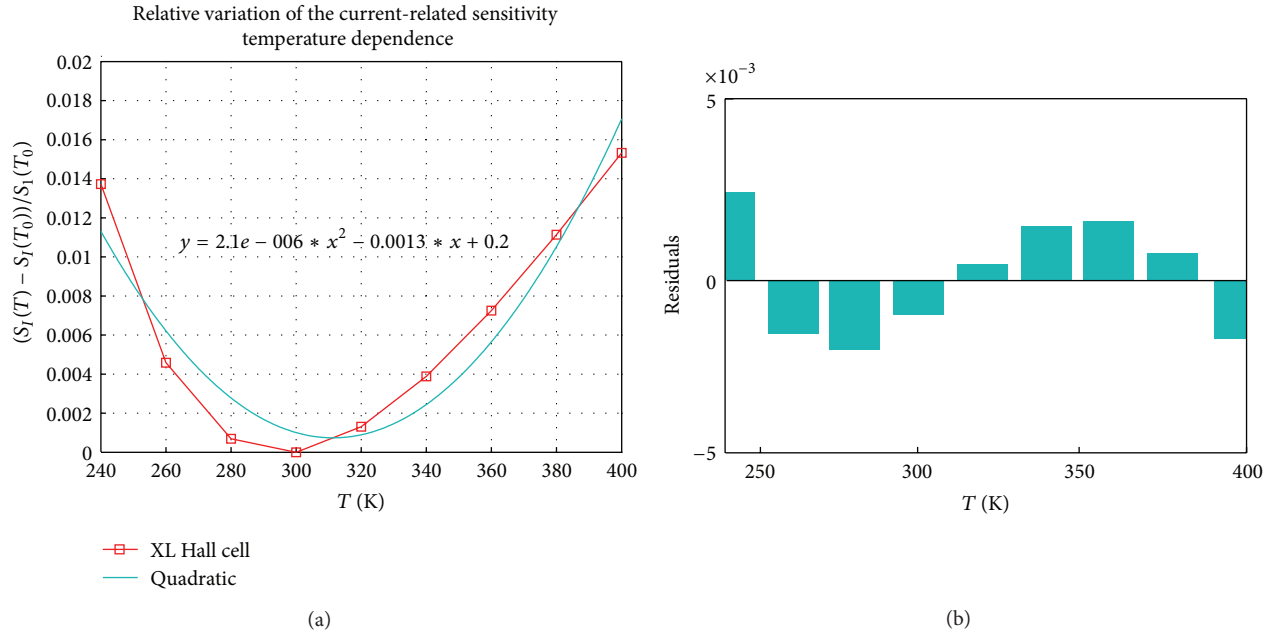 Relative variation of the current-related sensitivity
temperature dependence
0.02
0.018
0.016
0.014
0.012
0.01
0.008
0.006
0.004
0.002
0
(S_I(T) − S_I(T_0))/S_1(T_0)
y = 2.1e − 006 * x^2 − 0.0013 * x + 0.2
240 260 280 300 320 340 360 380 400
T (K)
XL Hall cell
Quadratic
(a)
×10^−3
5
0
−5
Residuals
250 300 350 400
T (K)
(b)